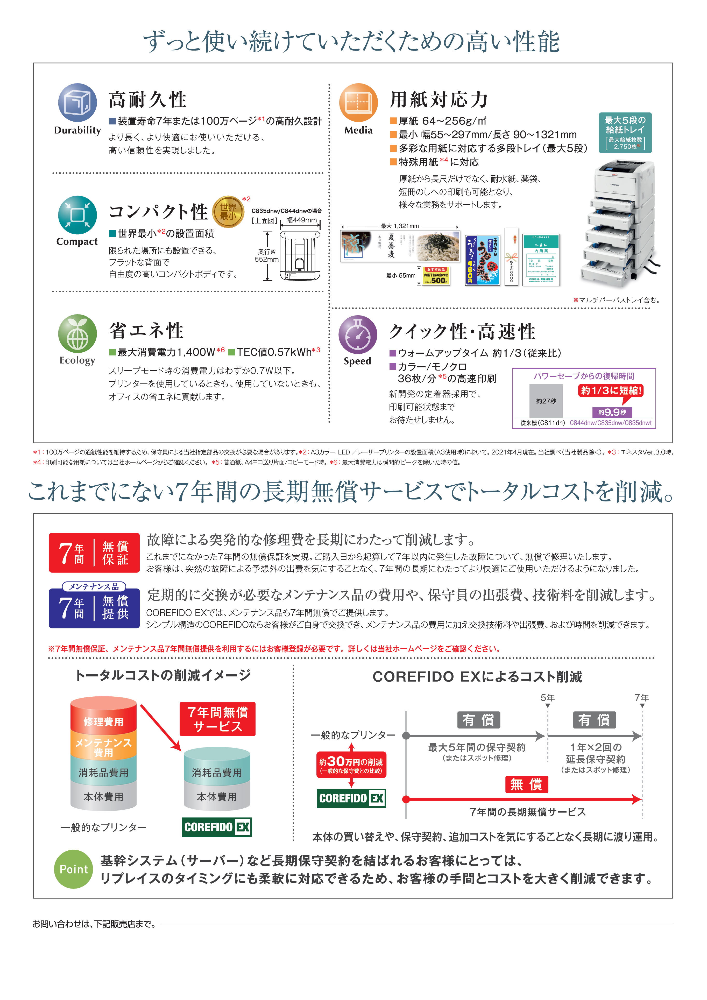 ずっと使い続けていただくための高い性能
Durability
高耐久性
■装置寿命7年または100万ページ*1の高耐久設計
より長く、より快適にお使いいただける、
高い信頼性を実現しました。
Compact
コンパクト性
世界
最小
*2
■世界最小*2の設置面積
限られた場所にも設置できる、
フラットな背面で
自由度の高いコンパクトボディです。
C835dnw/C844dnwの場合
[上面図]
幅449mm
奥行き
552mm
Ecology
省エネ性
■最大消費電力1,400W*6 ■TEC値0.57kWh*3
スリープモード時の消費電力はわずか0.7W以下。
プリンターを使用しているときも、使用していないときも、
オフィスの省エネに貢献します。
Media
用紙対応力
■厚紙 64～256g/㎡
■最小 幅55～297mm/長さ 90～1321mm
■多彩な用紙に対応する多段トレイ（最大5段）
■特殊用紙*4に対応
厚紙から長尺だけでなく、耐水紙、薬袋、
短冊のしへの印刷も可能となり、
様々な業務をサポートします。
最大5段の
給紙トレイ
[最大給紙枚数
2,750枚※]
最大 1,321mm
夏蕎麦
本日解禁。
最小 55mm
おすすめ品
お菓子詰め合わせ
1パック500円
うなぎ蒲焼
うまい!
1パック
980円
株式会社〇〇〇〇
内用薬
OKI内科・胃腸科医院
※マルチパーパストレイ含む。
Speed
クイック性・高速性
■ウォームアップタイム 約1/3（従来比）
■カラー/モノクロ
36枚/分*5の高速印刷
新開発の定着器採用で、
印刷可能状態まで
お待たせしません。
パワーセーブからの復帰時間
約27秒
約1/3に短縮!
約9.9秒
従来機（C811dn）
C844dnw/C835dnw/C835dnwt
*1：100万ページの通紙性能を維持するため、保守員による当社指定部品の交換が必要な場合があります。*2：A3カラー LED／レーザープリンターの設置面積（A3使用時）において。2021年4月現在。当社調べ（当社製品除く）。*3：エネスタVer.3.0時。
*4：印刷可能な用紙については当社ホームページからご確認ください。*5：普通紙、A4ヨコ送り片面/コピーモード時。*6：最大消費電力は瞬間的ピークを除いた時の値。
これまでにない7年間の長期無償サービスでトータルコストを削減。
7年間 無償保証
故障による突発的な修理費を長期にわたって削減します。
これまでになかった7年間の無償保証を実現。ご購入日から起算して7年以内に発生した故障について、無償で修理いたします。
お客様は、突然の故障による予想外の出費を気にすることなく、7年間の長期にわたってより快適にご使用いただけるようになりました。
メンテナンス品
7年間 無償提供
定期的に交換が必要なメンテナンス品の費用や、保守員の出張費、技術料を削減します。
COREFIDO EXでは、メンテナンス品も7年間無償でご提供します。
シンプル構造のCOREFIDOならお客様がご自身で交換でき、メンテナンス品の費用に加え交換技術料や出張費、および時間を削減できます。
※7年間無償保証、メンテナンス品7年間無償提供を利用するにはお客様登録が必要です。詳しくは当社ホームページをご確認ください。
トータルコストの削減イメージ
修理費用
メンテナンス
費用
消耗品費用
本体費用
一般的なプリンター
7年間無償
サービス
消耗品費用
本体費用
COREFIDO EX
COREFIDO EXによるコスト削減
5年
7年
有償
有償
一般的なプリンター
最大5年間の保守契約
（またはスポット修理）
1年×2回の
延長保守契約
（またはスポット修理）
約30万円の削減
（一般的な保守費との比較）
無償
COREFIDO EX
7年間の長期無償サービス
本体の買い替えや、保守契約、追加コストを気にすることなく長期に渡り運用。
Point
基幹システム（サーバー）など長期保守契約を結ばれるお客様にとっては、
リプレイスのタイミングにも柔軟に対応できるため、お客様の手間とコストを大きく削減できます。
お問い合わせは、下記販売店まで。